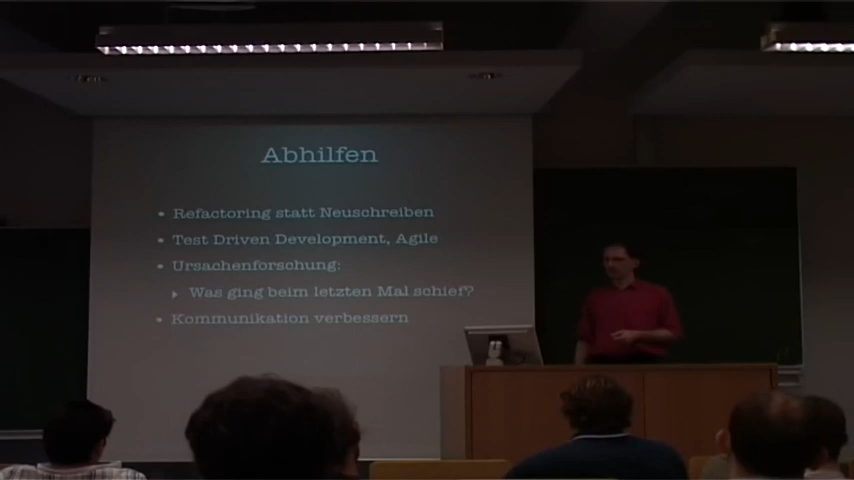 Abhilfen
• Refactoring statt Neuschreiben
• Test Driven Development, Agile
• Ursachenforschung:
‣ Was ging beim letzten Mal schief?
• Kommunikation verbessern